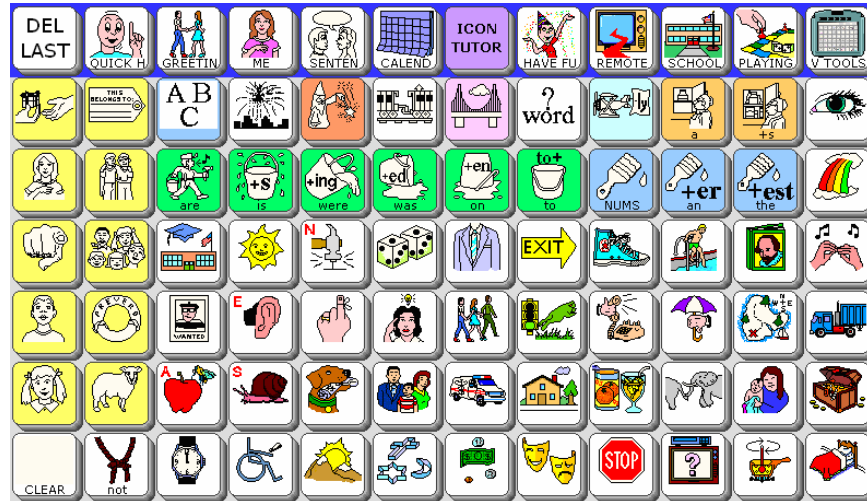 DEL
LAST
QUICK H
GREETIN
ME
SENTEN
CALEND
ICON
TUTOR
HAVE FU
REMOTE
SCHOOL
PLAYING
V TOOLS
THIS
BELONGS TO:
A B
C
?
word
-ly
a
+s
are
+s
is
+ing
were
+ed
was
+en
on
to+
to
NUMS
+er
an
+est
the
N
EXIT
PREVERB
WANTED
E
N
W E
A
S
CLEAR
not
STOP
?